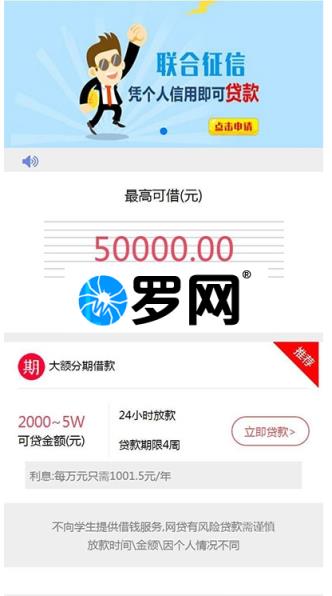 联合征信
凭个人信用即可贷款
点击申请
最高可借(元)
50000.00
罗网®
推荐
期 大额分期借款
2000~5W
可贷金额(元)
24小时放款
贷款期限4周
立即贷款>
利息:每万元只需1001.5元/年
不向学生提供借钱服务,网贷有风险贷款需谨慎
放款时间\金额\因个人情况不同